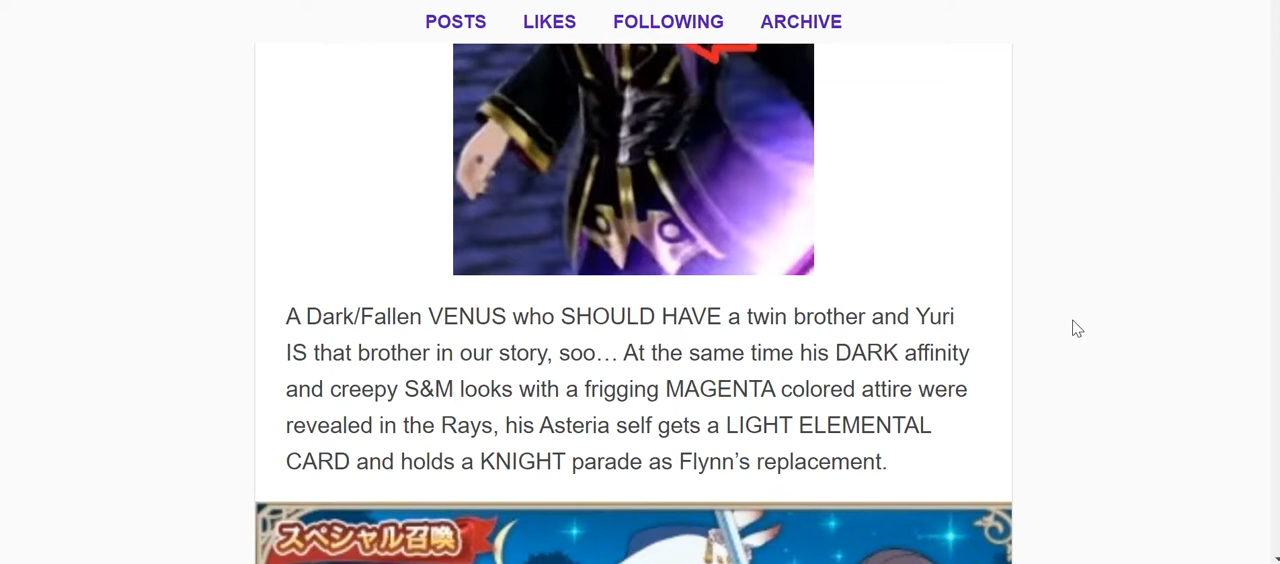 POSTS LIKES FOLLOWING ARCHIVE
A Dark/Fallen VENUS who SHOULD HAVE a twin brother and Yuri
IS that brother in our story, soo… At the same time his DARK affinity
and creepy S&M looks with a frigging MAGENTA colored attire were
revealed in the Rays, his Asteria self gets a LIGHT ELEMENTAL
CARD and holds a KNIGHT parade as Flynn’s replacement.
スペシャル召喚